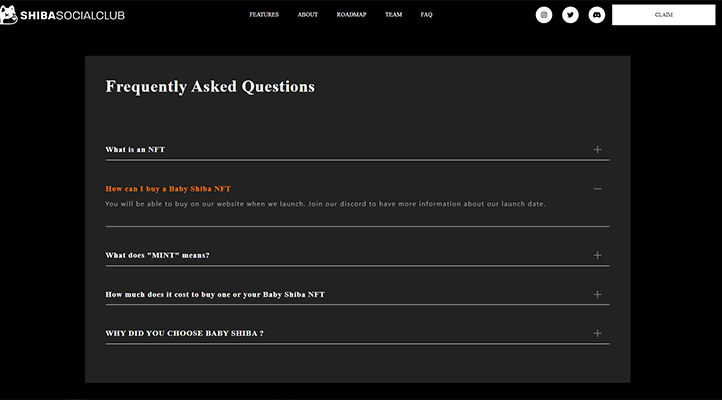 SHIBASOCIALCLUB
FEATURES ABOUT ROADMAP TEAM FAQ
CLAIM
Frequently Asked Questions
What is an NFT
How can I buy a Baby Shiba NFT
You will be able to buy on our website when we launch. Join our discord to have more information about our launch date.
What does "MINT" means?
How much does it cost to buy one or your Baby Shiba NFT
WHY DID YOU CHOOSE BABY SHIBA ?